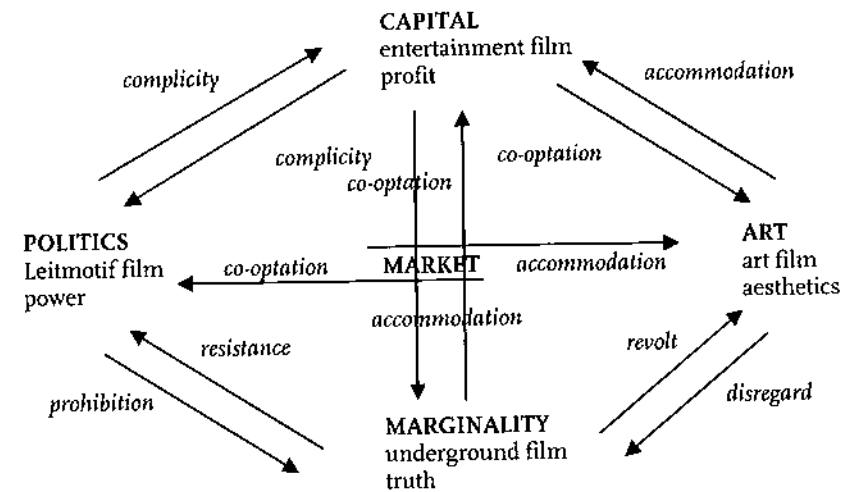 CAPITAL
entertainment film
profit
complicity
accommodation
complicity
co-optation
co-optation
POLITICS
Leitmotif film
power
ART
art film
aesthetics
co-optation
MARKET
accommodation
accommodation
resistance
revolt
prohibition
disregard
MARGINALITY
underground film
truth